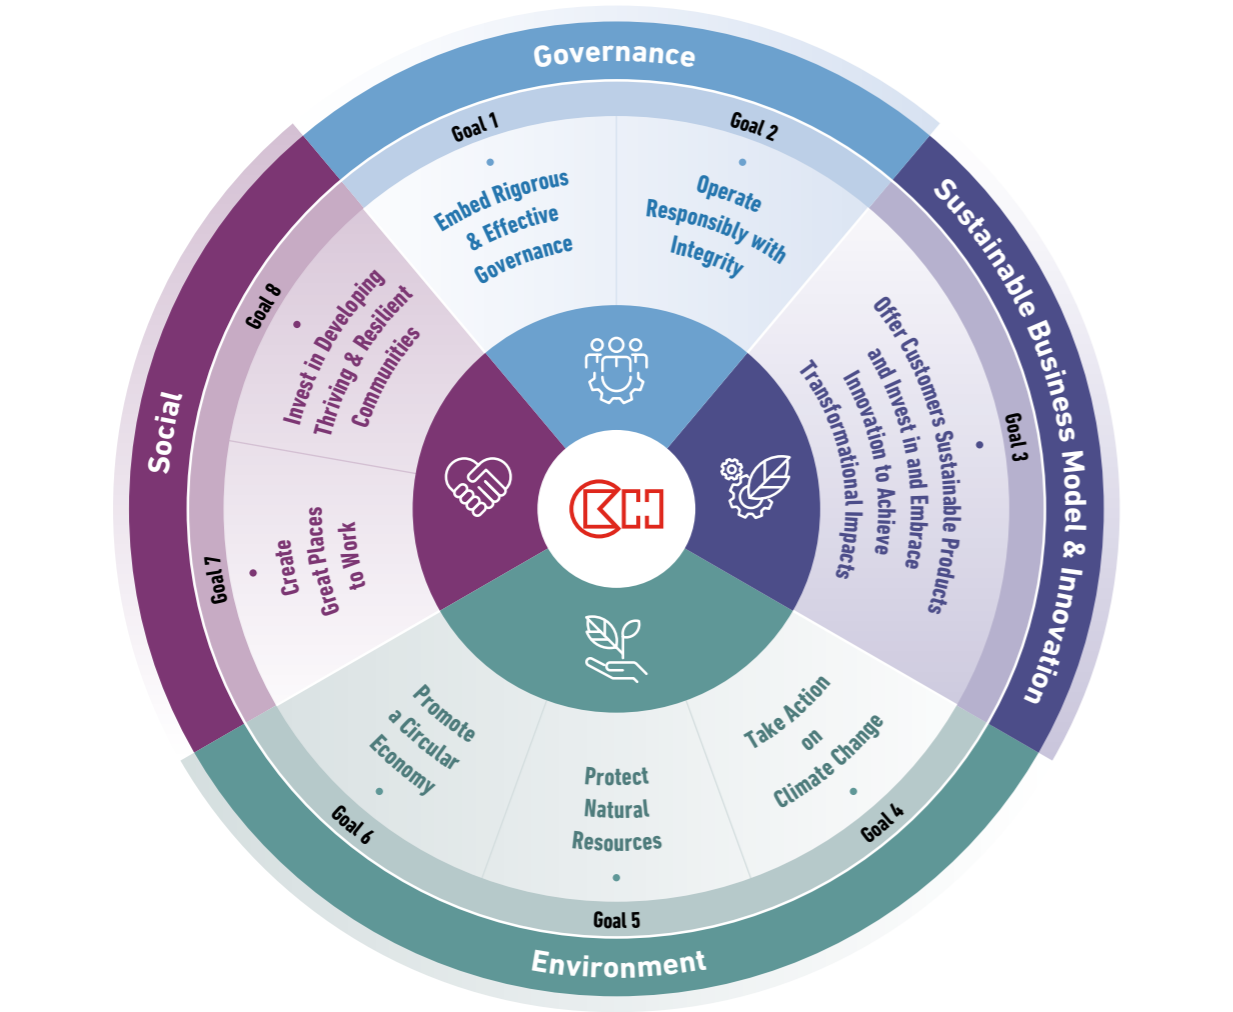 Governance
Goal 1
Embed Rigorous
& Effective
Governance
Goal 2
Operate
Responsibly with
Integrity
Sustainable Business Model & Innovation
Goal 3
Offer Customers Sustainable Products
and Invest in and Embrace
Innovation to Achieve
Transformational Impacts
Environment
Goal 4
Take Action
on
Climate Change
Goal 5
Protect
Natural
Resources
Goal 6
Promote
a Circular
Economy
Social
Goal 7
Create
Great Places
to Work
Goal 8
Invest in Developing
Thriving & Resilient
Communities
CKH